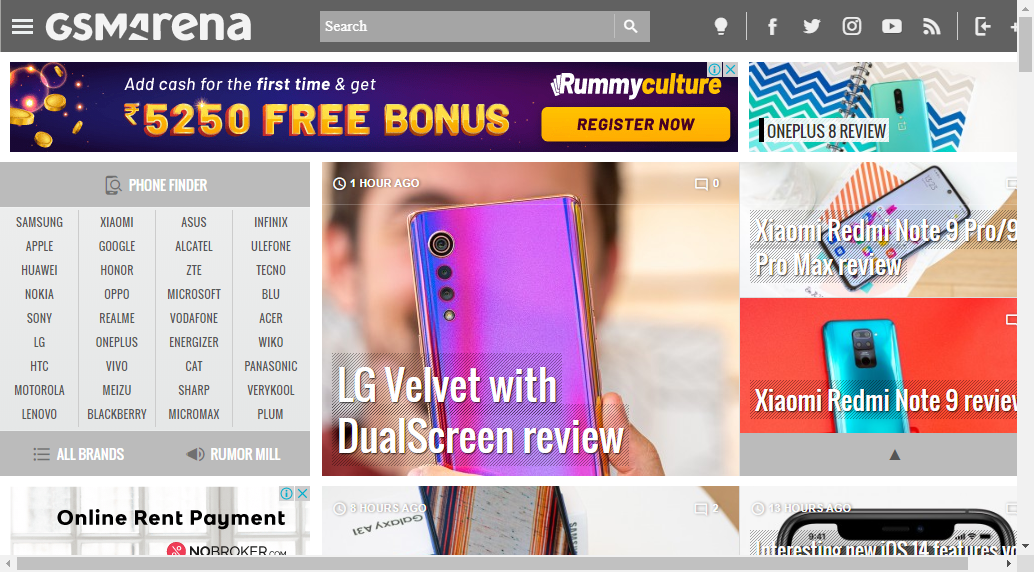 GSMArena
Search
Add cash for the first time & get
₹5250 FREE BONUS
RummyCulture
REGISTER NOW
ONEPLUS 8 REVIEW
PHONE FINDER
SAMSUNG XIAOMI ASUS INFINIX
APPLE GOOGLE ALCATEL ULEFONE
HUAWEI HONOR ZTE TECNO
NOKIA OPPO MICROSOFT BLU
SONY REALME VODAFONE ACER
LG ONEPLUS ENERGIZER WIKO
HTC VIVO CAT PANASONIC
MOTOROLA MEIZU SHARP VERYKOOL
LENOVO BLACKBERRY MICROMAX PLUM
ALL BRANDS RUMOR MILL
1 HOUR AGO 0
LG Velvet with
DualScreen review
Xiaomi Redmi Note 9 Pro/9
Pro Max review
Xiaomi Redmi Note 9 review
Online Rent Payment
NOBROKER.COM
8 HOURS AGO 2
Galaxy A31
13 HOURS AGO
9:41
Interesting new iOS 14 features yo